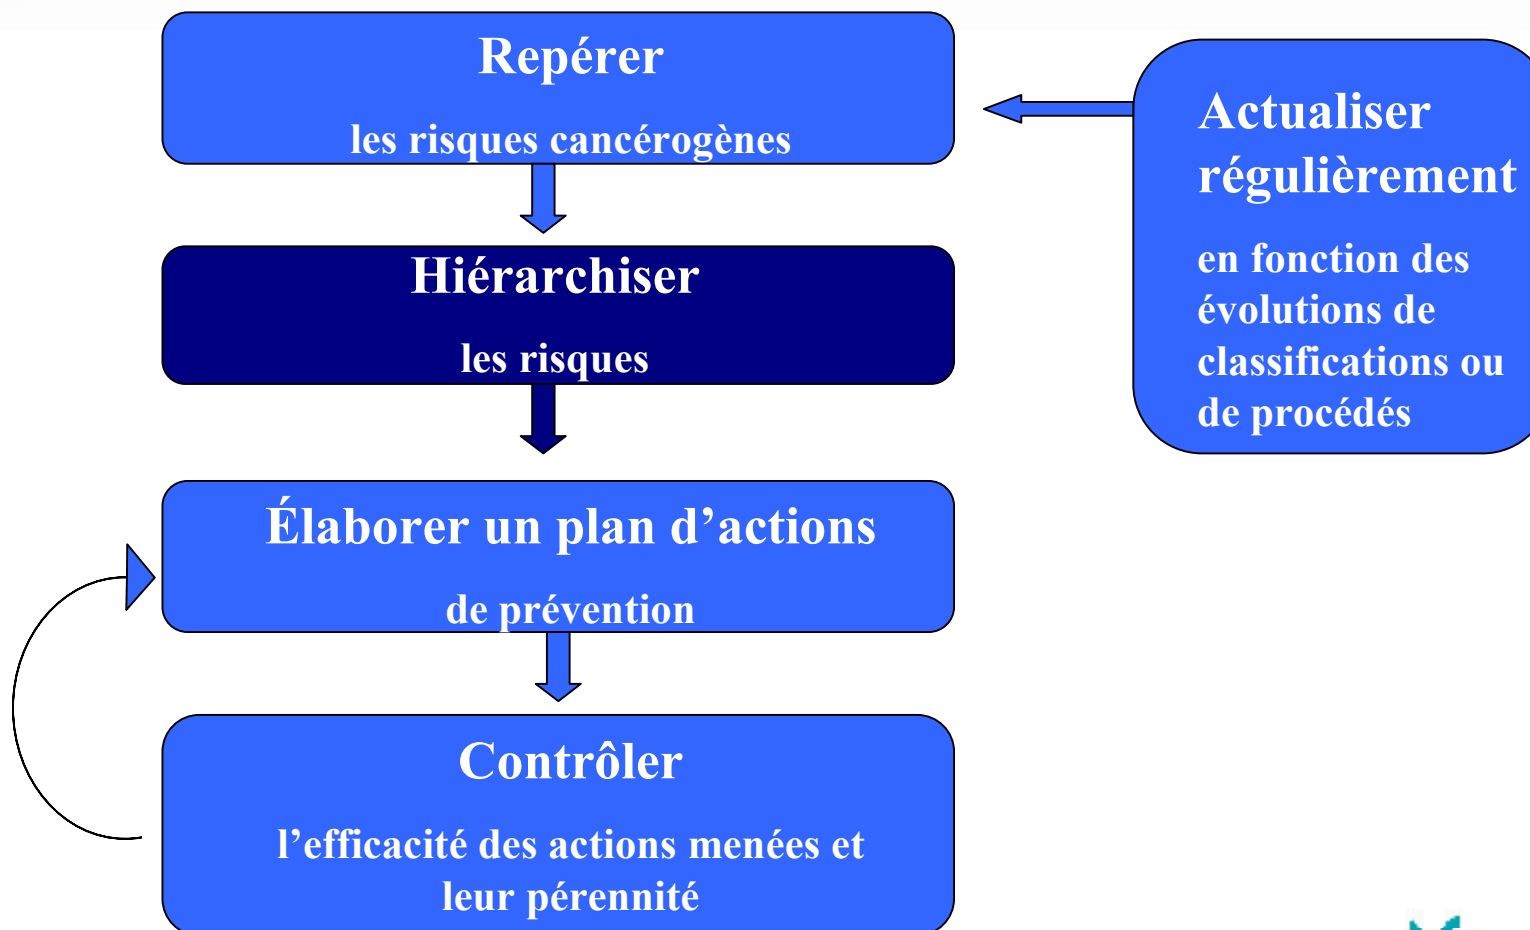 Repérer
les risques cancérogènes
Hiérarchiser
les risques
Élaborer un plan d’actions
de prévention
Contrôler
l’efficacité des actions menées et
leur pérennité
Actualiser
régulièrement
en fonction des
évolutions de
classifications ou
de procédés